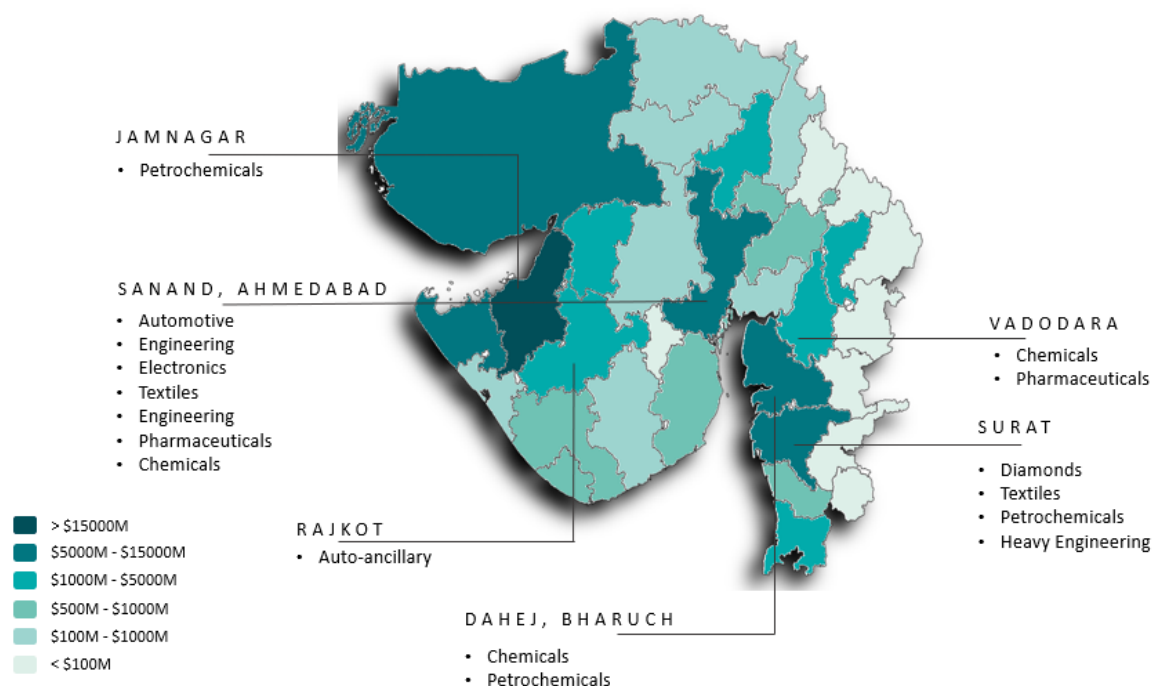 JAMNAGAR
• Petrochemicals
SANAND, AHMEDABAD
• Automotive
• Engineering
• Electronics
• Textiles
• Engineering
• Pharmaceuticals
• Chemicals
VADODARA
• Chemicals
• Pharmaceuticals
SURAT
• Diamonds
• Textiles
• Petrochemicals
• Heavy Engineering
RAJKOT
• Auto-ancillary
DAHEJ, BHARUCH
• Chemicals
• Petrochemicals
> $15000M
$5000M - $15000M
$1000M - $5000M
$500M - $1000M
$100M - $1000M
< $100M